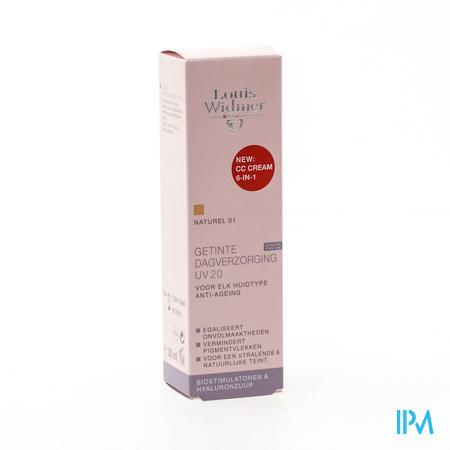 Louis
Widmer
NEW:
CC CREAM
6-IN-1
NATUREL 01
GETINTE
DAGVERZORGING
UV 20
VOOR ELK HUIDTYPE
ANTI-AGEING
EGALISEERT
ONVOLMAAKTHEDEN
VERMINDERT
PIGMENTVLEKKEN
VOOR EEN STRALENDE &
NATUURLIJKE TEINT
BIOSTIMULATOREN &
HYALURONZUUR
IPM